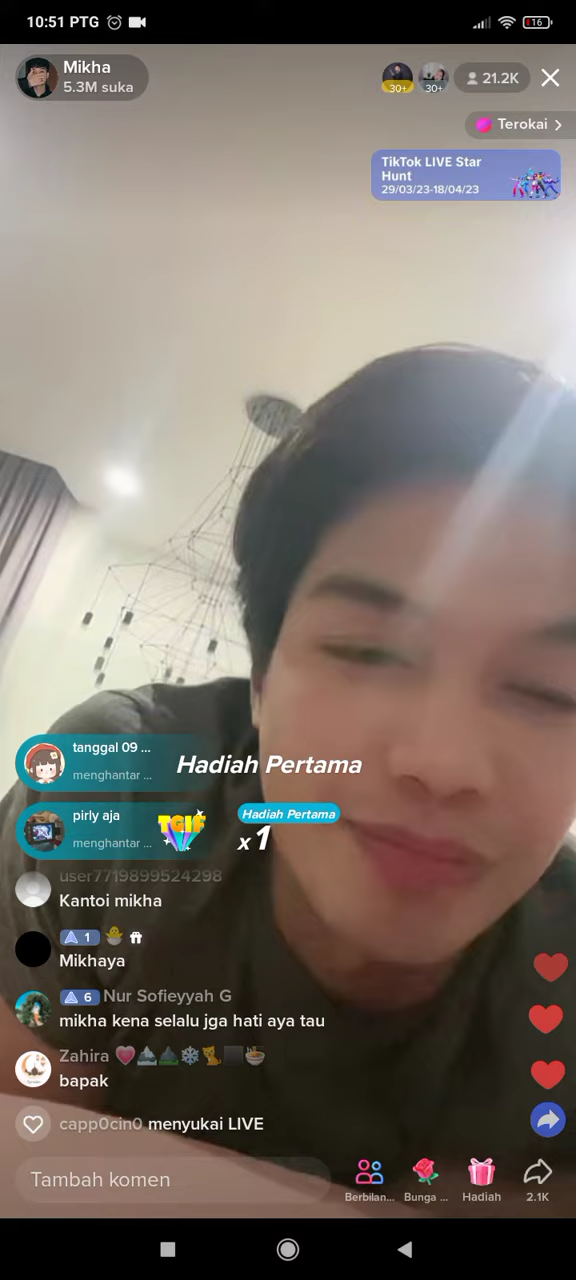 10:51 PTG
16
Mikha
5.3M suka
30+
30+
21.2K
Terokai
TikTok LIVE Star
Hunt
29/03/23-18/04/23
tanggal 09 ...
menghantar ...
Hadiah Pertama
pirly aja
menghantar ...
TGIF
Hadiah Pertama
x1
user7719899524298
Kantoi mikha
1
Mikhaya
6 Nur Sofieyyah G
mikha kena selalu jga hati aya tau
Zahira
bapak
capp0cin0 menyukai LIVE
Tambah komen
Berbilan...
Bunga ...
Hadiah
2.1K